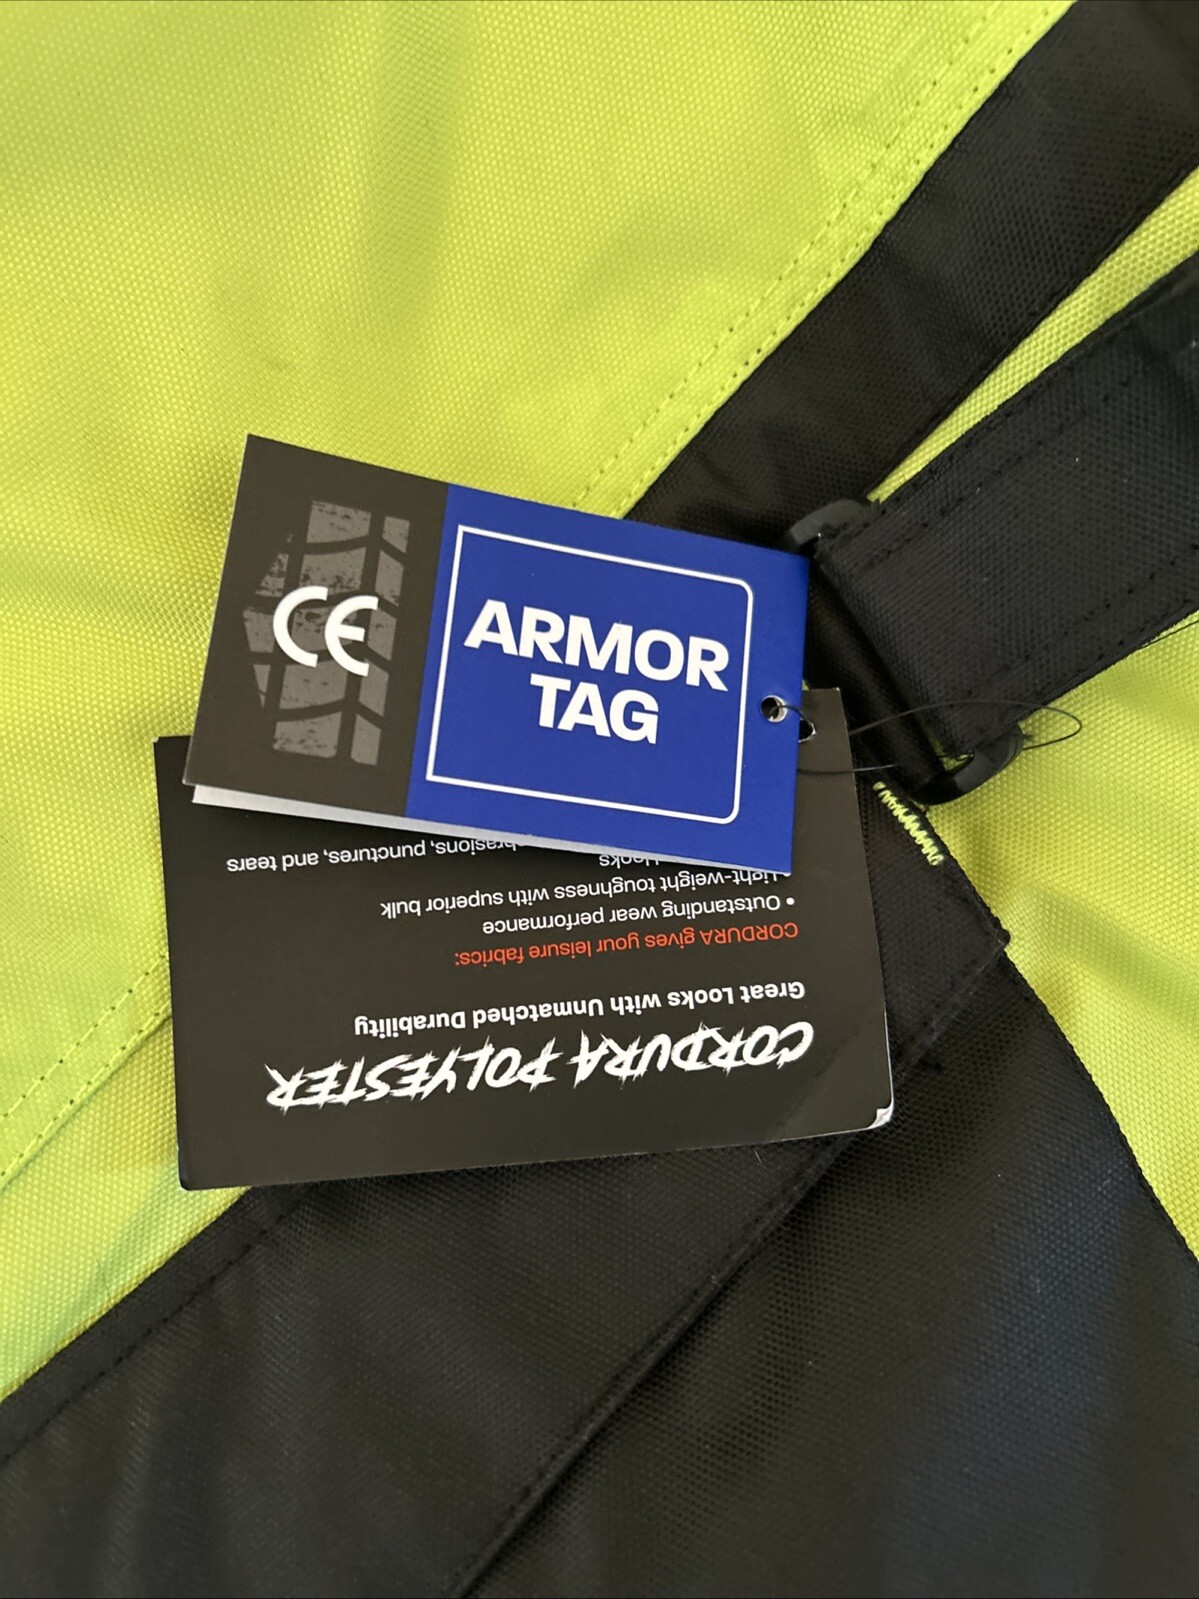 CE
ARMOR
TAG
CORDURA POLYESTER
Great Looks with Unmatched Durability
CORDURA gives your leisure fabrics:
• Outstanding wear performance
• Light-weight toughness with superior bulk
punctures, and tears